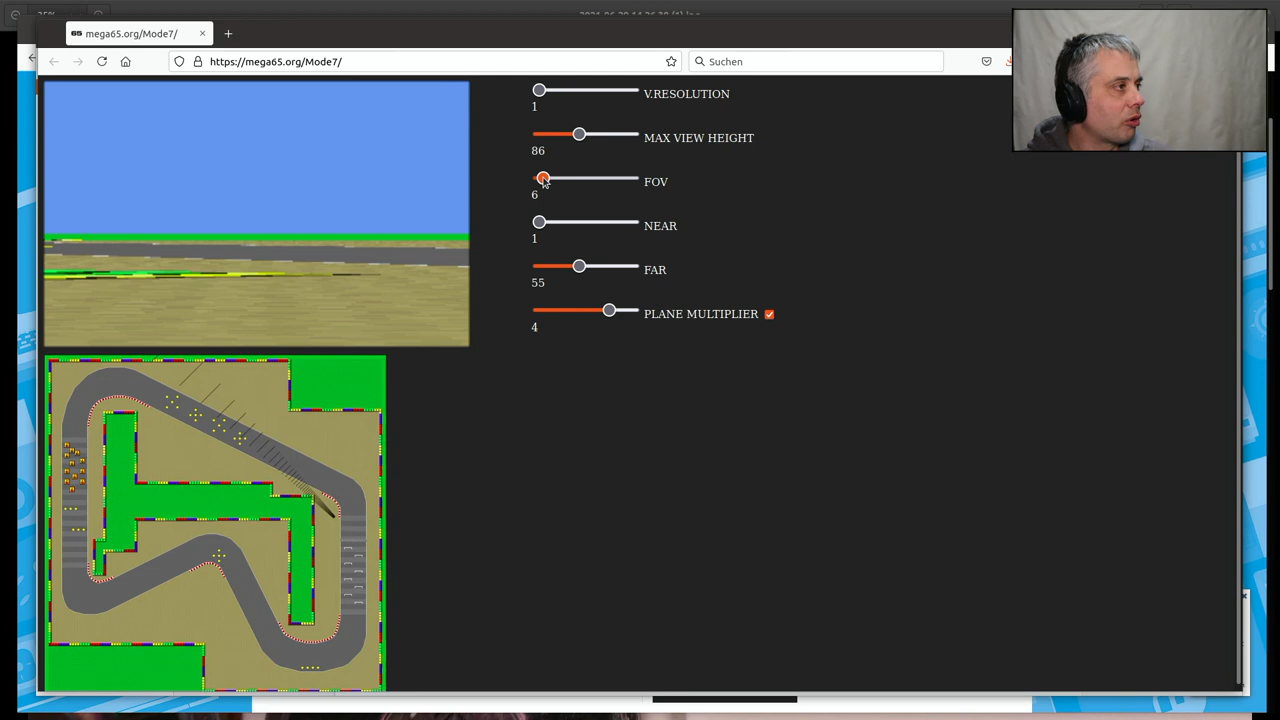 mega65.org/Mode7/
https://mega65.org/Mode7/
Suchen
V.RESOLUTION
1
MAX VIEW HEIGHT
86
FOV
6
NEAR
1
FAR
55
PLANE MULTIPLIER
4